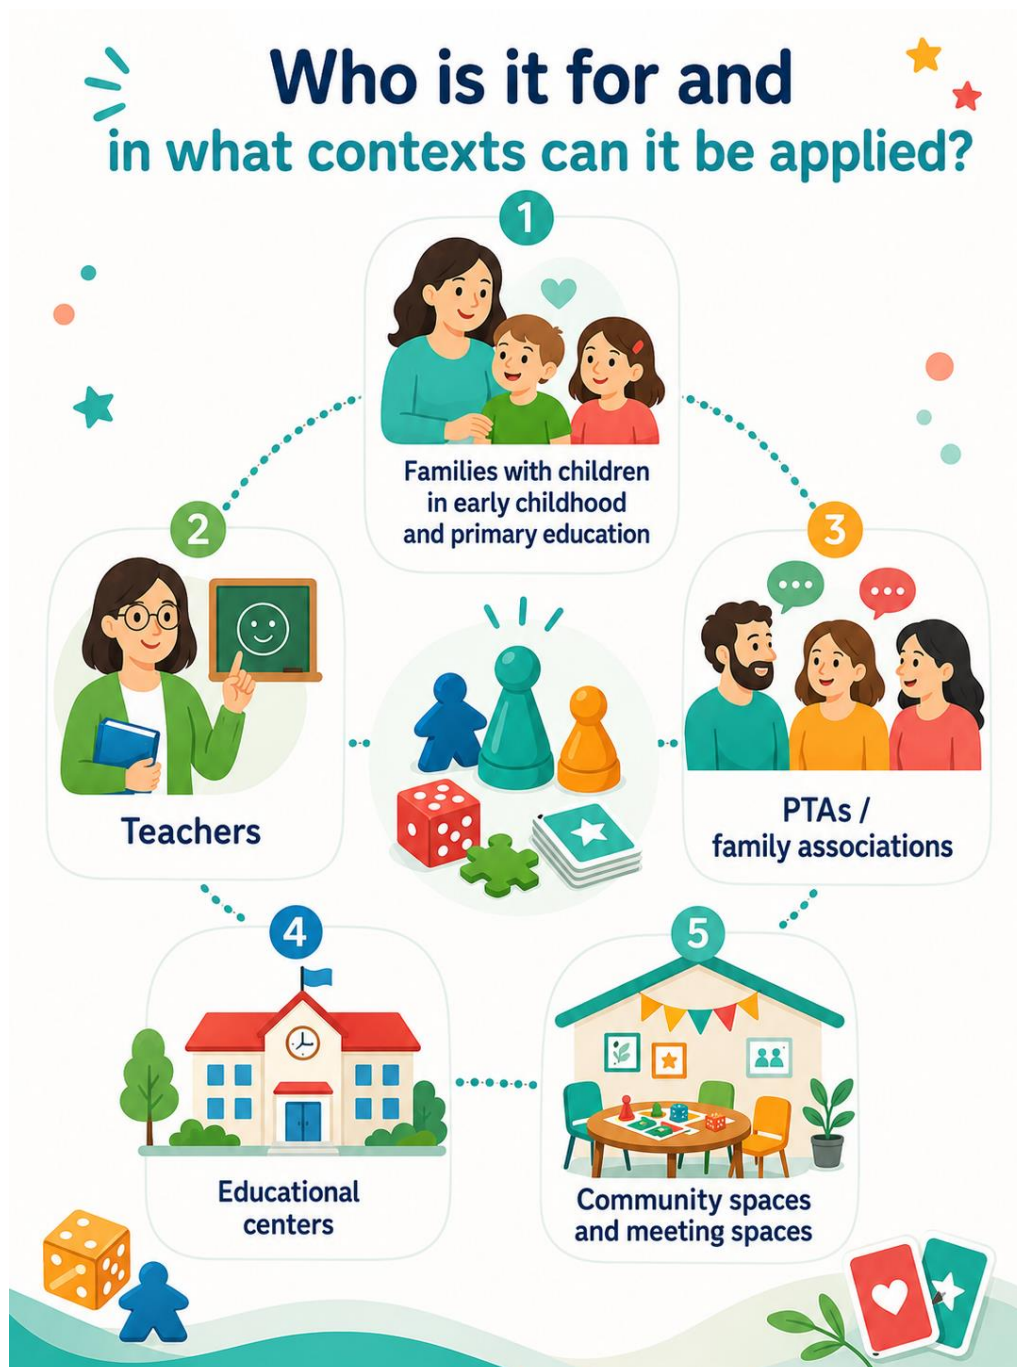 Who is it for and
in what contexts can it be applied?
1
Families with children
in early childhood
and primary education
2
Teachers
3
PTAs /
family associations
4
Educational
centers
5
Community spaces
and meeting spaces